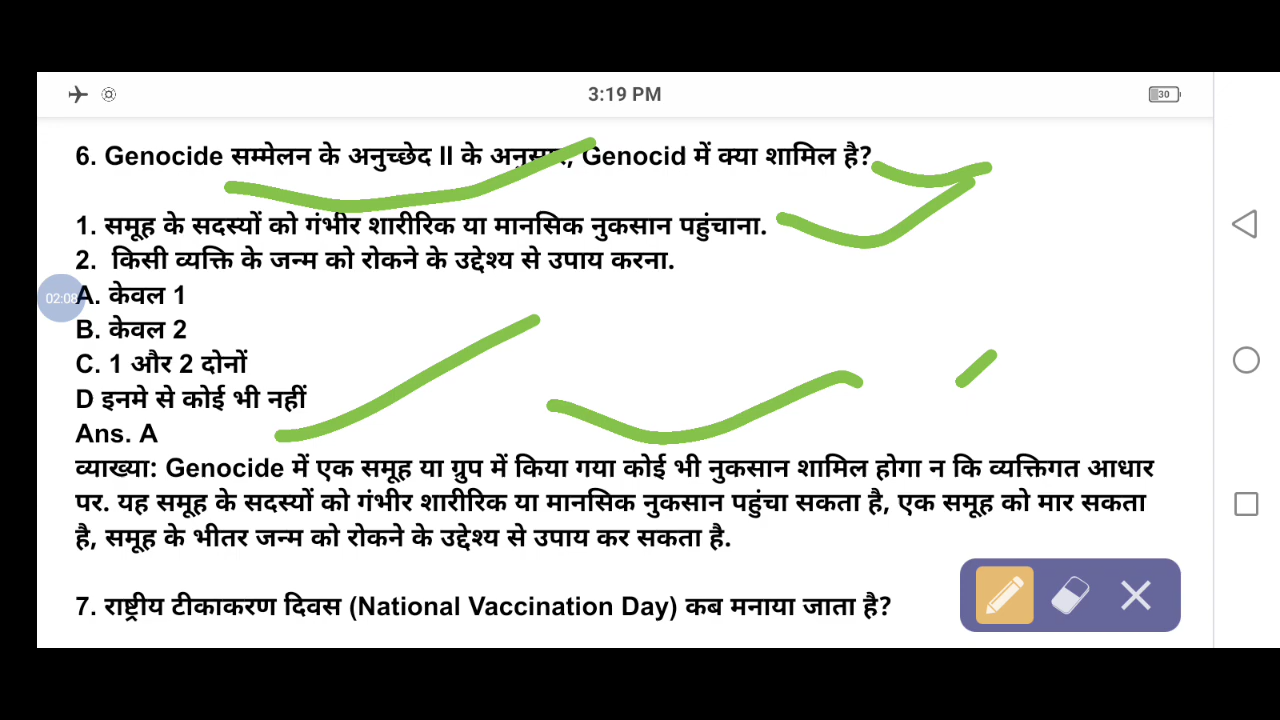 3:19 PM
30
6. Genocide सम्मेलन के अनुच्छेद II के अनुसार, Genocid में क्या शामिल है?
1. समूह के सदस्यों को गंभीर शारीरिक या मानसिक नुकसान पहुंचाना.
2. किसी व्यक्ति के जन्म को रोकने के उद्देश्य से उपाय करना.
02:08
A. केवल 1
B. केवल 2
C. 1 और 2 दोनों
D इनमे से कोई भी नहीं
Ans. A
व्याख्या: Genocide में एक समूह या ग्रुप में किया गया कोई भी नुकसान शामिल होगा न कि व्यक्तिगत आधार
पर. यह समूह के सदस्यों को गंभीर शारीरिक या मानसिक नुकसान पहुंचा सकता है, एक समूह को मार सकता
है, समूह के भीतर जन्म को रोकने के उद्देश्य से उपाय कर सकता है.
7. राष्ट्रीय टीकाकरण दिवस (National Vaccination Day) कब मनाया जाता है?